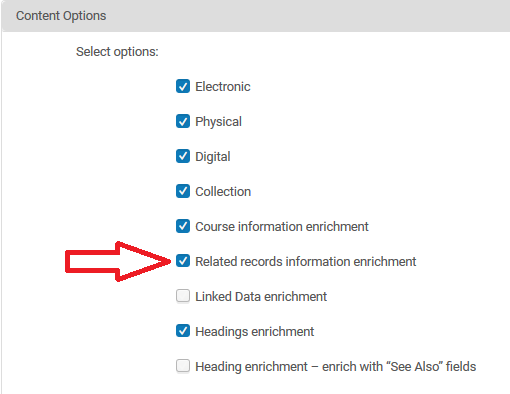 Content Options
Select options:
Electronic
Physical
Digital
Collection
Course information enrichment
Related records information enrichment
Linked Data enrichment
Headings enrichment
Heading enrichment – enrich with “See Also” fields